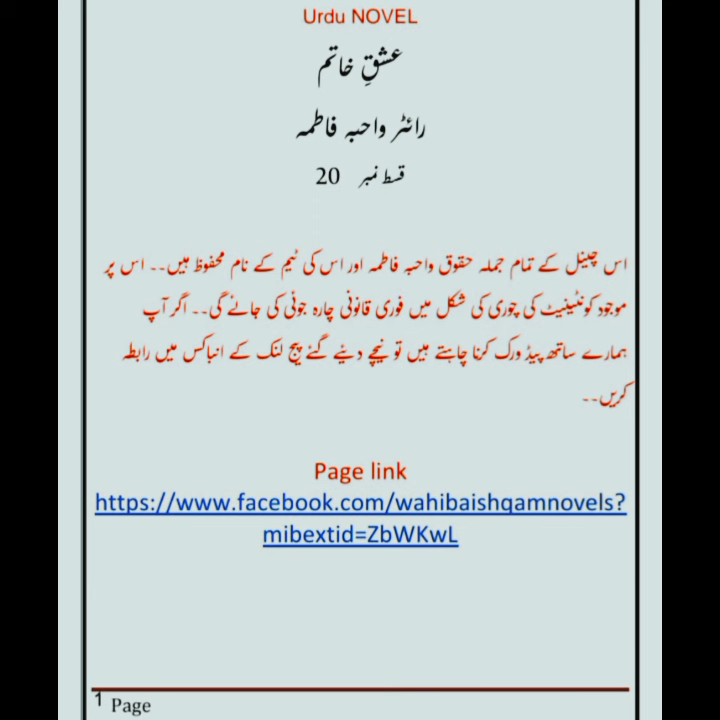 Urdu NOVEL
عشقِ خاتم
رائٹر واحبہ فاطمہ
قسط نمبر 20
اس چینل کے تمام جملہ حقوق واحبہ فاطمہ اور اس کی ٹیم کے نام محفوظ ہیں-- اس پر
موجود کونٹینیٹ کی چوری کی شکل میں فوری قانونی چارہ جوئی کی جائے گی-- اگر آپ
ہمارے ساتھ پیڈ ورک کرنا چاہتے ہیں تو نیچے دئیے گئے پیج لنک کے انباکس میں رابطہ
کریں--
Page link
https://www.facebook.com/wahibaishqamnovels?
mibextid=ZbWKwL
1 Page